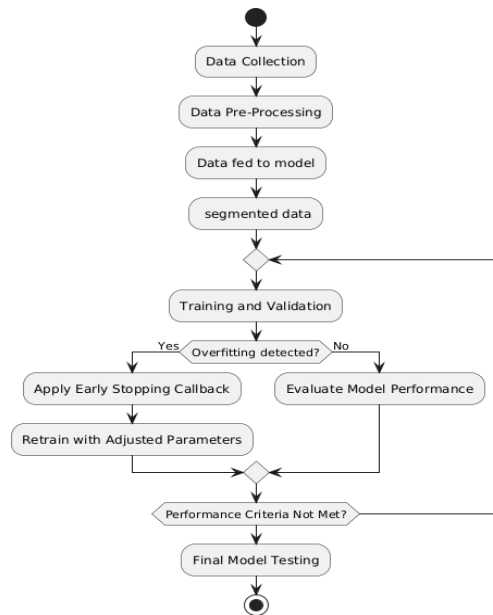 Data Collection
Data Pre-Processing
Data fed to model
segmented data
Training and Validation
Yes
Overfitting detected?
No
Apply Early Stopping Callback
Evaluate Model Performance
Retrain with Adjusted Parameters
Performance Criteria Not Met?
Final Model Testing